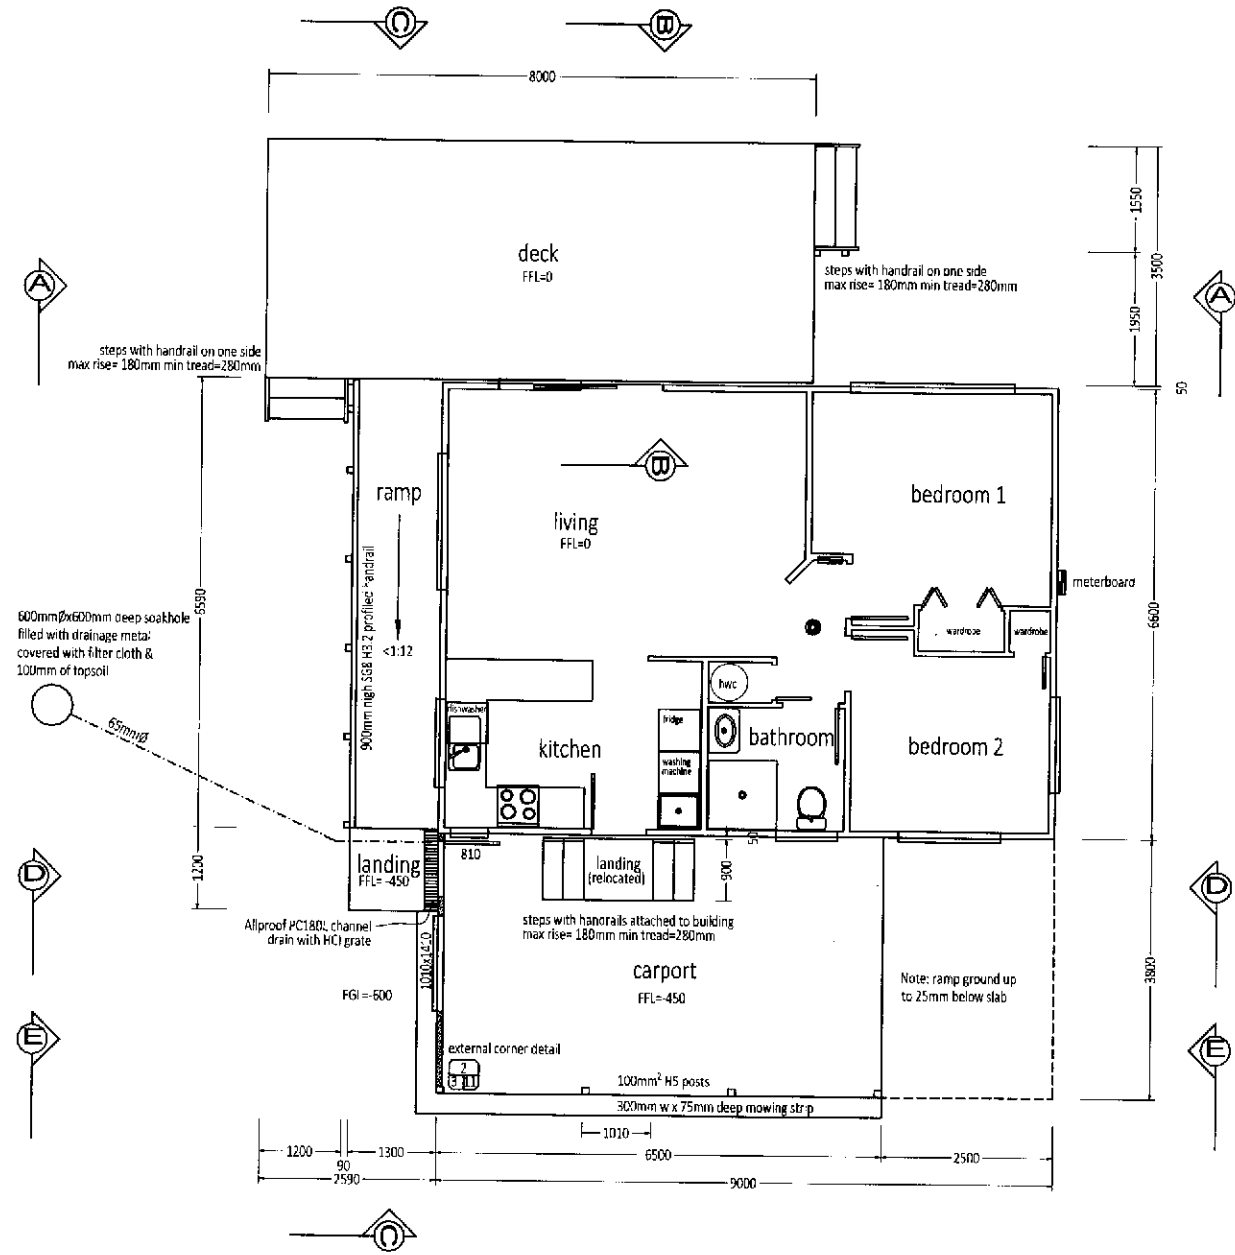 C
B
8000
deck
FFL=0
1550
3500
1950
50
A
A
steps with handrail on one side
max rise= 180mm min tread=280mm
steps with handrail on one side
max rise= 180mm min tread=280mm
B
ramp
living
FFL=0
bedroom 1
meterboard
6590
6600
900mm high SG8 H3.2 profiled handrail
<1:12
600mmØx600mm deep soakhole
filled with drainage metal
covered with filter cloth &
100mm of topsoil
65mmØ
wardrobe
wardrobe
hwc
dishwasher
fridge
kitchen
bathroom
bedroom 2
washing
machine
810
50
900
1200
landing
FFL= -450
landing
(relocated)
D
D
Allproof PC180L channel
drain with HCI grate
steps with handrails attached to building
max rise= 180mm min tread=280mm
1010x1410
carport
FFL=-450
FGL=-600
Note: ramp ground up
to 25mm below slab
3800
E
E
external corner detail
2
3
1
100mm² H5 posts
300mm w x 75mm deep mowing strip
1010
1200
1300
6500
2500
90
2590
9000
C